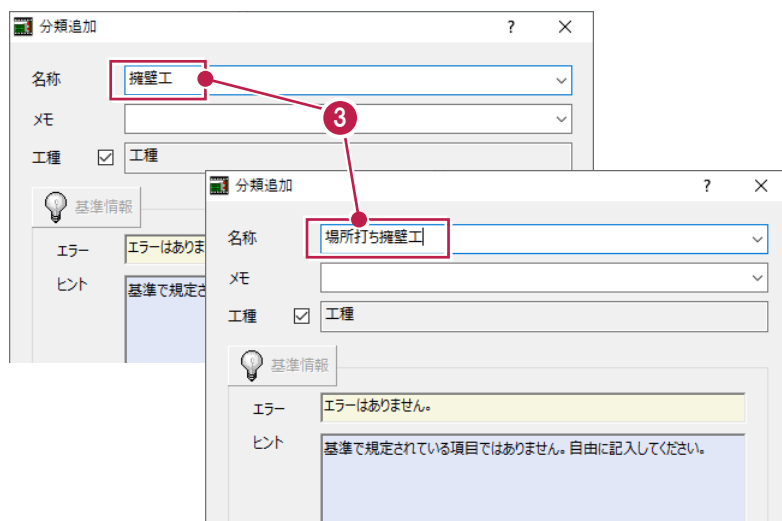 分類追加
?
×
名称
擁壁工
メモ
工種
工種
基準情報
エラー
エラーはありま
ヒント
基準で規定さ
3
分類追加
?
×
名称
場所打ち擁壁工
メモ
工種
工種
基準情報
エラー
エラーはありません。
ヒント
基準で規定されている項目ではありません。自由に記入してください。